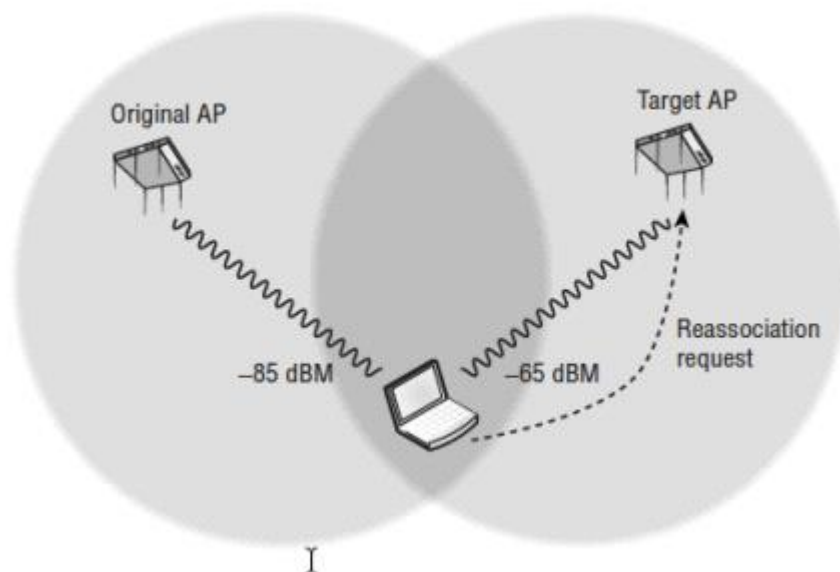 Original AP
Target AP
–85 dBM
–65 dBM
Reassociation
request